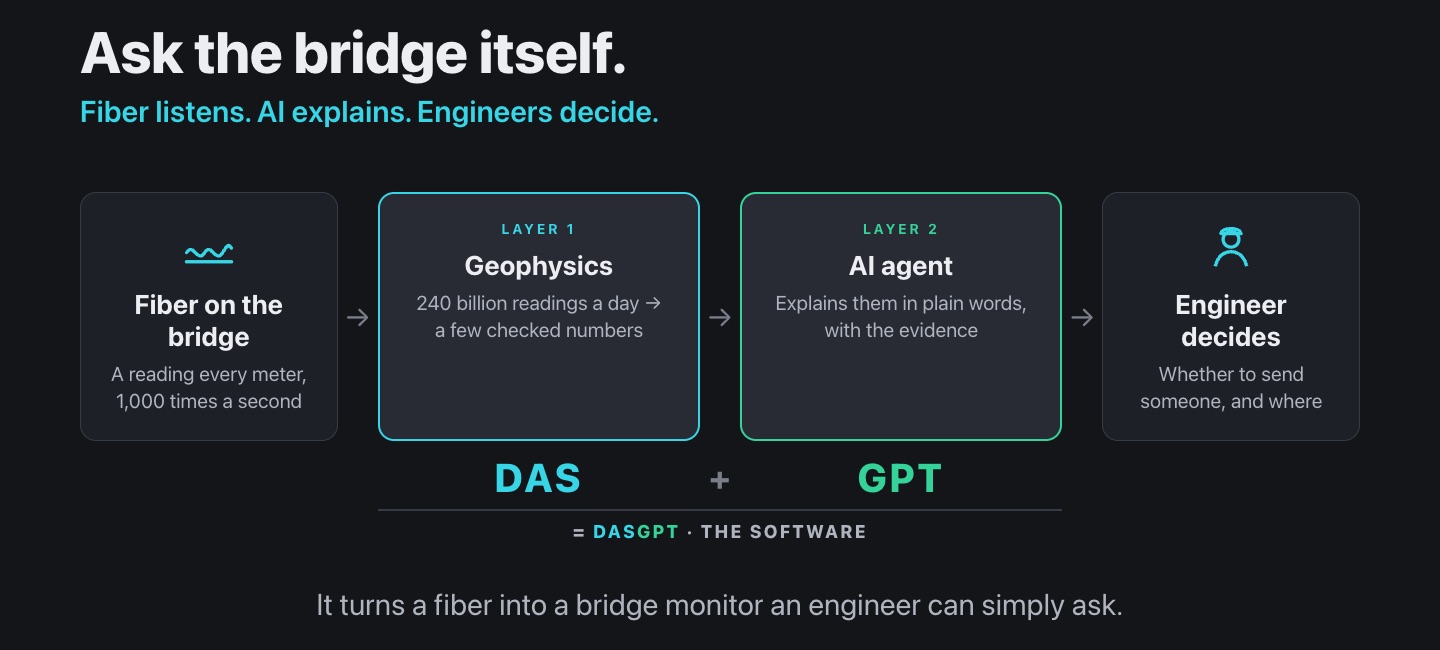 Ask the bridge itself.
Fiber listens. AI explains. Engineers decide.
Fiber on the
bridge
A reading every meter,
1,000 times a second
→
LAYER 1
Geophysics
240 billion readings a day →
a few checked numbers
→
LAYER 2
AI agent
Explains them in plain words,
with the evidence
→
Engineer
decides
Whether to send
someone, and where
DAS + GPT
= DASGPT · THE SOFTWARE
It turns a fiber into a bridge monitor an engineer can simply ask.